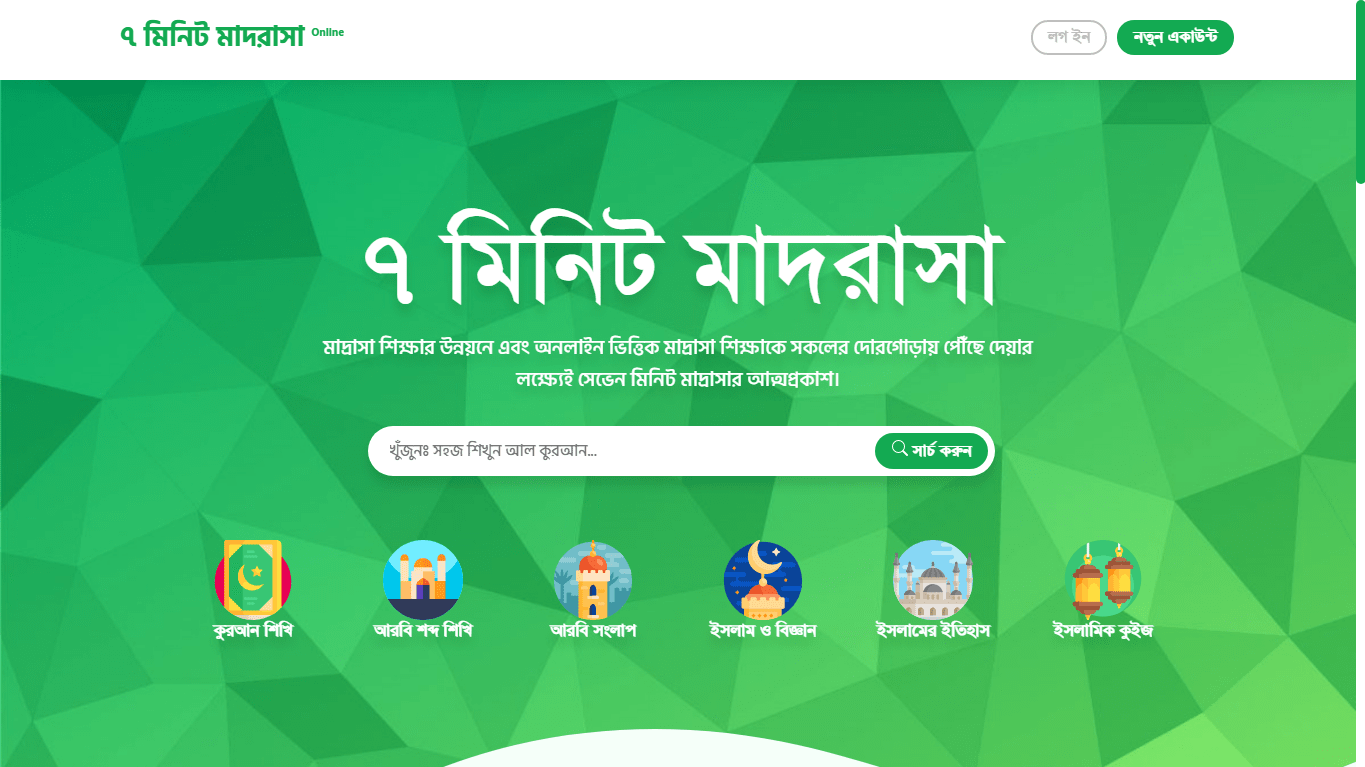 ৭ মিনিট মাদরাসা Online
লগ ইন
নতুন একাউন্ট
৭ মিনিট মাদরাসা
মাদ্রাসা শিক্ষার উন্নয়নে এবং অনলাইন ভিত্তিক মাদ্রাসা শিক্ষাকে সকলের দোরগোড়ায় পৌঁছে দেয়ার
লক্ষ্যেই সেভেন মিনিট মাদ্রাসার আত্মপ্রকাশ।
খুঁজুনঃ সহজ শিখুন আল কুরআন...
সার্চ করুন
কুরআন শিখি
আরবি শব্দ শিখি
আরবি সংলাপ
ইসলাম ও বিজ্ঞান
ইসলামের ইতিহাস
ইসলামিক কুইজ